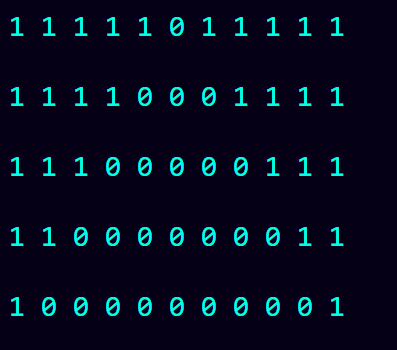 1 1 1 1 1 0 1 1 1 1 1
1 1 1 1 0 0 0 1 1 1 1
1 1 1 0 0 0 0 0 1 1 1
1 1 0 0 0 0 0 0 0 1 1
1 0 0 0 0 0 0 0 0 0 1